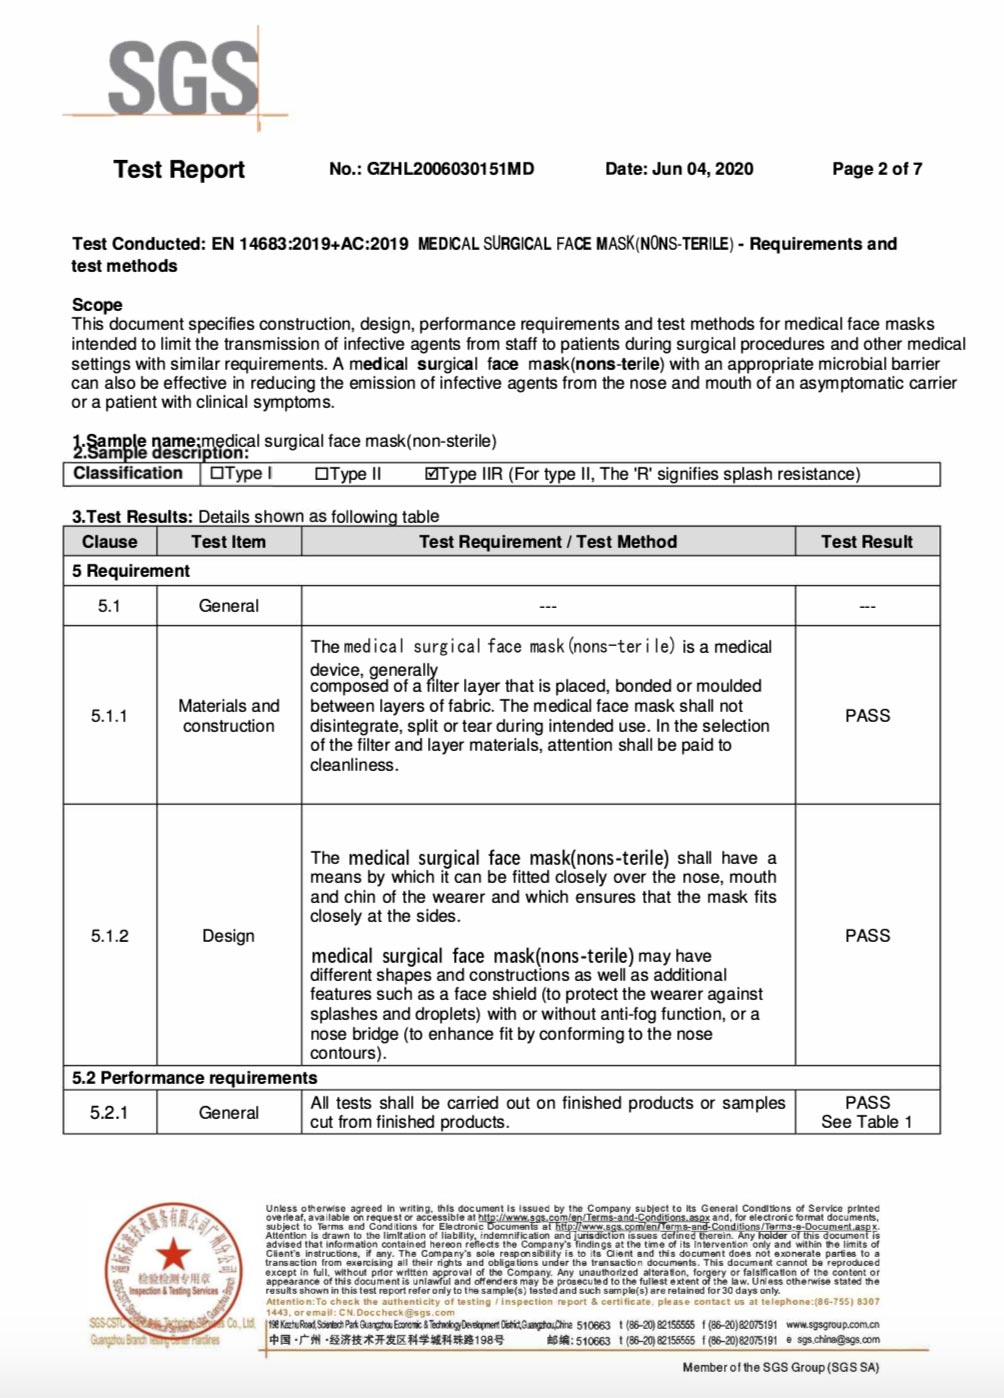 SGS
Test Report No.: GZHL2006030151MD Date: Jun 04, 2020 Page 2 of 7
Test Conducted: EN 14683:2019+AC:2019 MEDICAL SURGICAL FACE MASK(NONS-TERILE) - Requirements and
test methods
Scope
This document specifies construction, design, performance requirements and test methods for medical face masks
intended to limit the transmission of infective agents from staff to patients during surgical procedures and other medical
settings with similar requirements. A medical surgical face mask(nons-terile) with an appropriate microbial barrier
can also be effective in reducing the emission of infective agents from the nose and mouth of an asymptomatic carrier
or a patient with clinical symptoms.
1.Sample name:medical surgical face mask(non-sterile)
2.Sample description:
Classification ☐Type I ☐Type II ☑Type IIR (For type II, The 'R' signifies splash resistance)
3.Test Results: Details shown as following table
Clause Test Item Test Requirement / Test Method Test Result
5 Requirement
5.1 General --- ---
5.1.1 Materials and construction
The medical surgical face mask(nons-terile) is a medical
device, generally
composed of a filter layer that is placed, bonded or moulded
between layers of fabric. The medical face mask shall not
disintegrate, split or tear during intended use. In the selection
of the filter and layer materials, attention shall be paid to
cleanliness.
PASS
5.1.2 Design
The medical surgical face mask(nons-terile) shall have a
means by which it can be fitted closely over the nose, mouth
and chin of the wearer and which ensures that the mask fits
closely at the sides.
medical surgical face mask(nons-terile) may have
different shapes and constructions as well as additional
features such as a face shield (to protect the wearer against
splashes and droplets) with or without anti-fog function, or a
nose bridge (to enhance fit by conforming to the nose
contours).
PASS
5.2 Performance requirements
5.2.1 General
All tests shall be carried out on finished products or samples
cut from finished products.
PASS
See Table 1
检验检测专用章
Inspection & Testing Services
SGS-CSTC Co., Ltd.
Guangzhou Branch Testing Center Hardlines
Unless otherwise agreed in writing, this document is issued by the Company subject to its General Conditions of Service printed
overleaf, available on request or accessible at http://www.sgs.com/en/Terms-and-Conditions.aspx and, for electronic format documents,
subject to Terms and Conditions for Electronic Documents at http://www.sgs.com/en/Terms-and-Conditions/Terms-e-Document.aspx.
Attention is drawn to the limitation of liability, indemnification and jurisdiction issues defined therein. Any holder of this document is
advised that information contained hereon reflects the Company's findings at the time of its intervention only and within the limits of
Client's instructions, if any. The Company's sole responsibility is to its Client and this document does not exonerate parties to a
transaction from exercising all their rights and obligations under the transaction documents. This document cannot be reproduced
except in full, without prior written approval of the Company. Any unauthorized alteration, forgery or falsification of the content or
appearance of this document is unlawful and offenders may be prosecuted to the fullest extent of the law. Unless otherwise stated the
results shown in this test report refer only to the sample(s) tested and such sample(s) are retained for 30 days only.
Attention:To check the authenticity of testing / inspection report & certificate, please contact us at telephone:(86-755) 8307
1443, or email: CN.Doccheck@sgs.com
198 Kezhu Road, Scientech Park Guangzhou Economic & Technology Development District, Guangzhou, China 510663 t (86-20) 82155555 f (86-20) 82075191 www.sgsgroup.com.cn
中国·广州·经济技术开发区科学城科珠路198号 邮编: 510663 t (86-20) 82155555 f (86-20) 82075191 e sgs.china@sgs.com
Member of the SGS Group (SGS SA)